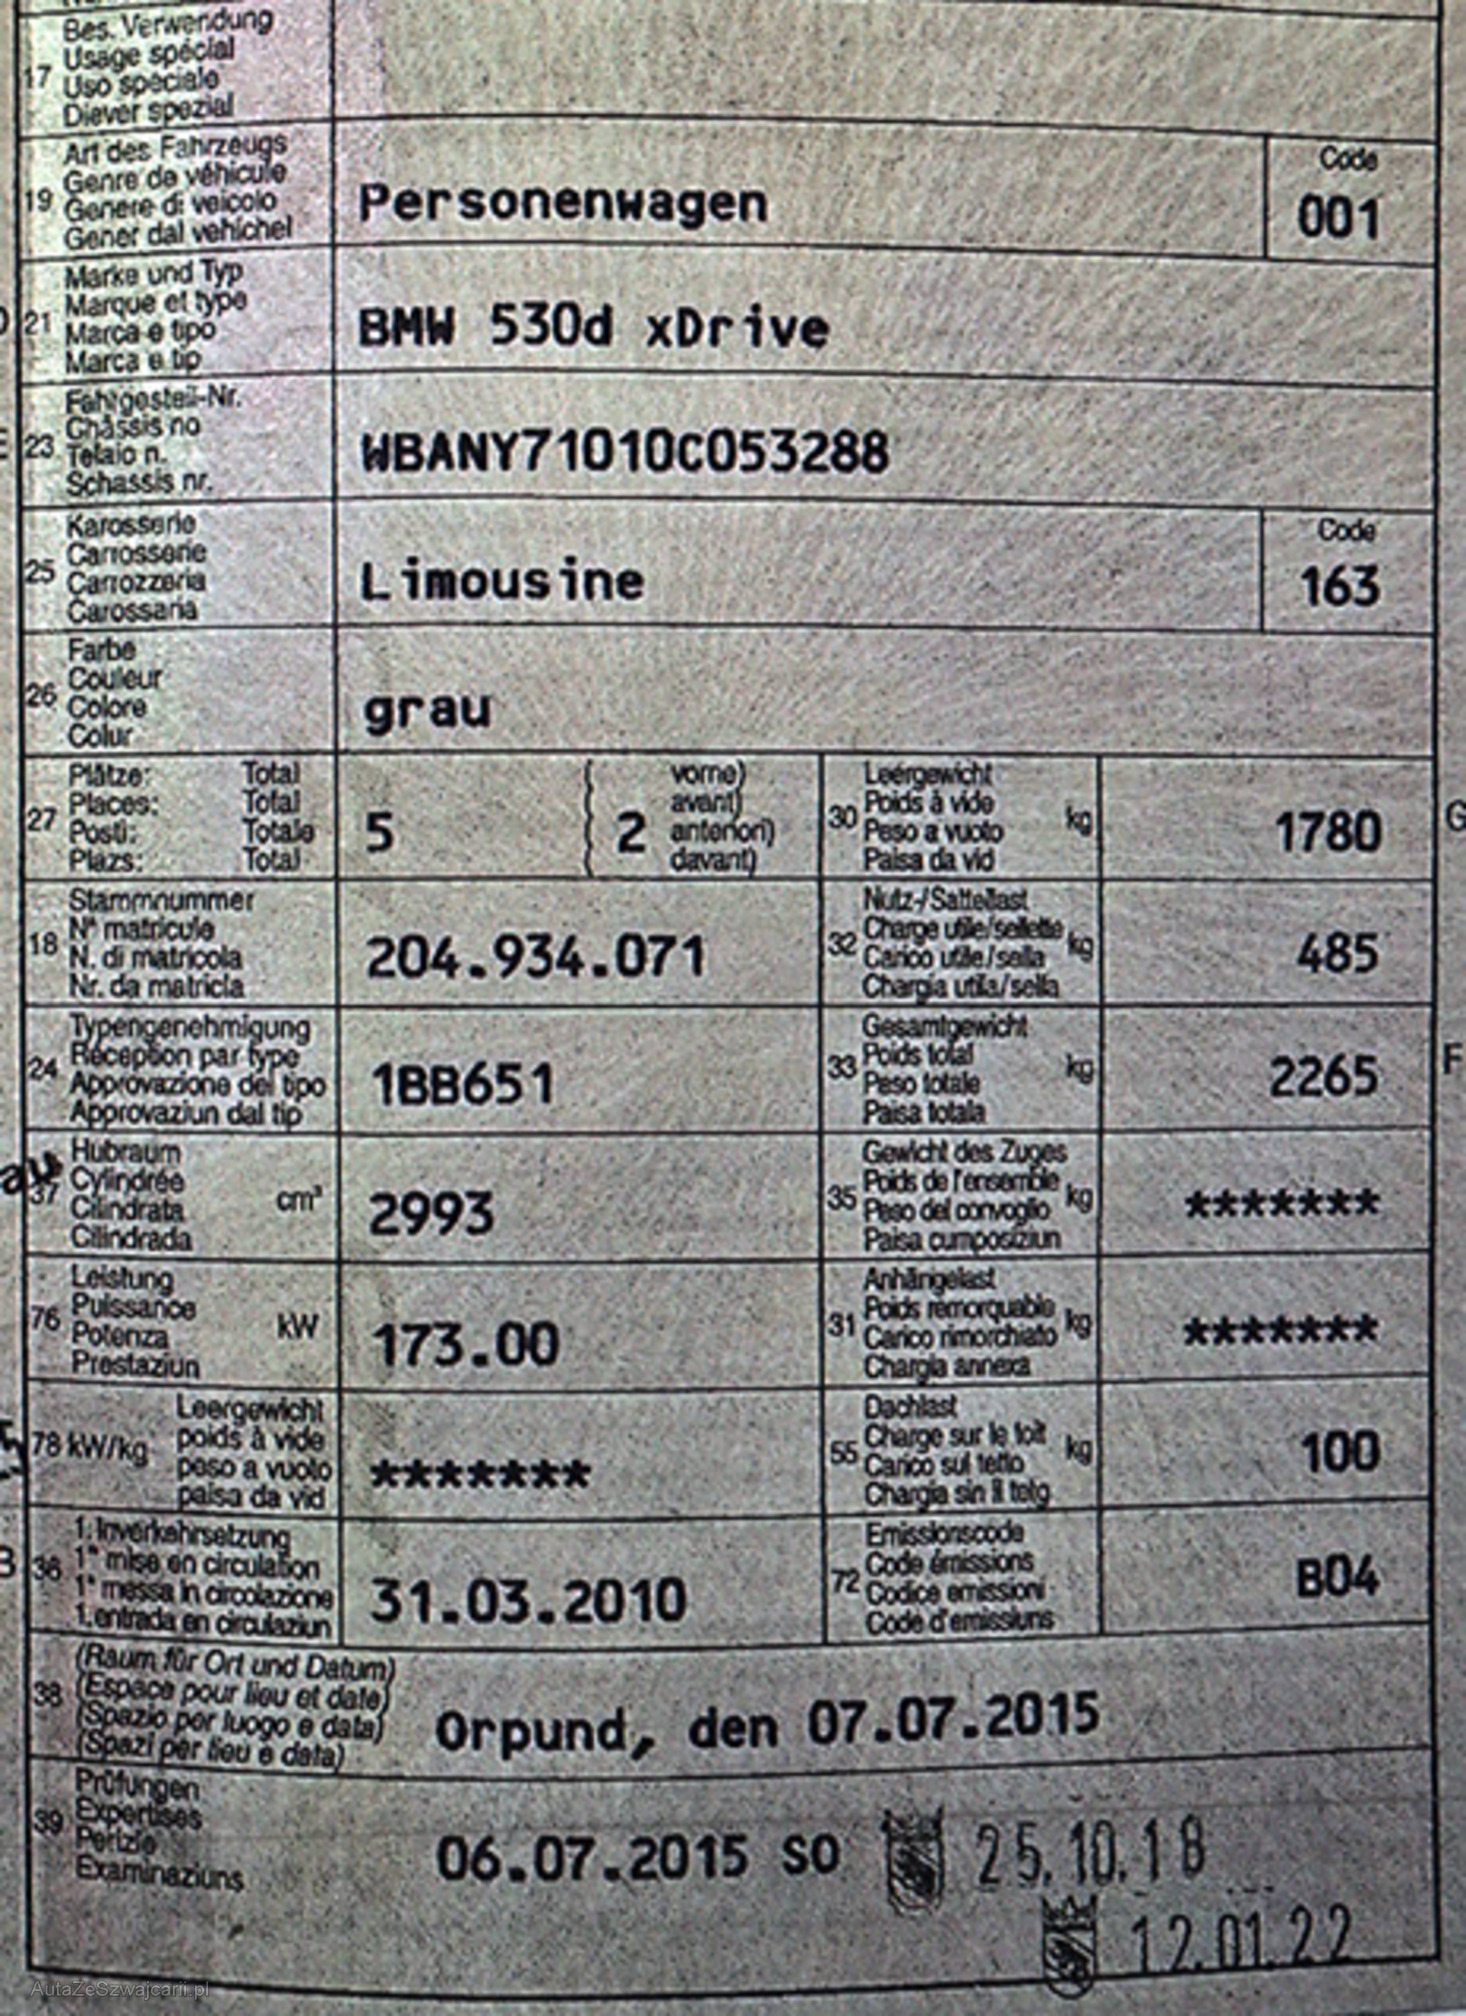 Bes. Verwendung
Usage spécial
17 Uso speciale
Diever spezial
Art des Fahrzeugs
Genre de véhicule
19 Genere di veicolo
Gener dal vehichel
Personenwagen
Code
001
Marke und Typ
Marque et type
21 Marca e tipo
Marca e tip
BMW 530d xDrive
Fahrgestell-Nr.
Châssis no
23 Telaio n.
Schassis nr.
WBANY71010C053288
Karosserie
Carrosserie
25 Carrozzeria
Carossaria
Limousine
Code
163
Farbe
Couleur
26 Colore
Colur
grau
Plätze: Total
Places: Total
27 Posti: Totale
Plazs: Total
5
2
vorne)
avant)
anteriori)
davant)
Leergewicht
30 Poids à vide kg
Peso a vuoto
Paisa da vid
1780
G
Stammnummer
N° matricule
18 N. di matricola
Nr. da matricla
204.934.071
Nutz-/Sattellast
32 Charge utile/sellette kg
Carico utile/sella
Chargia utila/sella
485
Typengenehmigung
Réception par type
24 Approvazione del tipo
Approvaziun dal tip
1BB651
Gesamtgewicht
33 Poids total kg
Peso totale
Paisa totala
2265
F
Hubraum
Cylindrée
37 Cilindrata cm³
Cilindrada
2993
Gewicht des Zuges
35 Poids de l'ensemble kg
Peso del convoglio
Paisa cumposiziun
*******
Leistung
76 Puissance kW
Potenza
Prestaziun
173.00
Anhängelast
31 Poids remorquable kg
Carico rimorchiato
Chargia annexa
*******
Leergewicht
78 kW/kg poids à vide
peso a vuoto
paisa da vid
*******
Dachlast
55 Charge sur le toit kg
Carico sul tetto
Chargia sin il tetg
100
1. Inverkehrsetzung
36 1ᵉ mise en circulation
1ᵃ messa in circolazione
1. entrada en circulaziun
31.03.2010
Emissionscode
72 Code émissions
Codice emissioni
Code d'emissiuns
B04
(Raum für Ort und Datum)
38 (Espace pour lieu et date)
(Spazio per luogo e data)
(Spazi per lieu e data)
Orpund, den 07.07.2015
Prüfungen
39 Expertises
Perizie
Examinaziuns
06.07.2015 SO 25.10.18
12.01.22
AutaZeSzwajcarii.pl